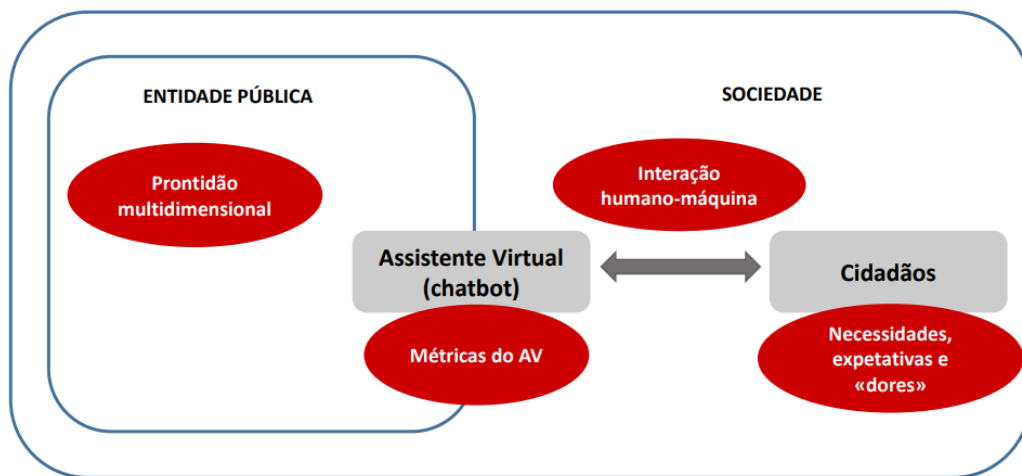 ENTIDADE PÚBLICA
SOCIEDADE
Prontidão
multidimensional
Interação
humano-máquina
Assistente Virtual
(chatbot)
Cidadãos
Métricas do AV
Necessidades,
expetativas e
«dores»